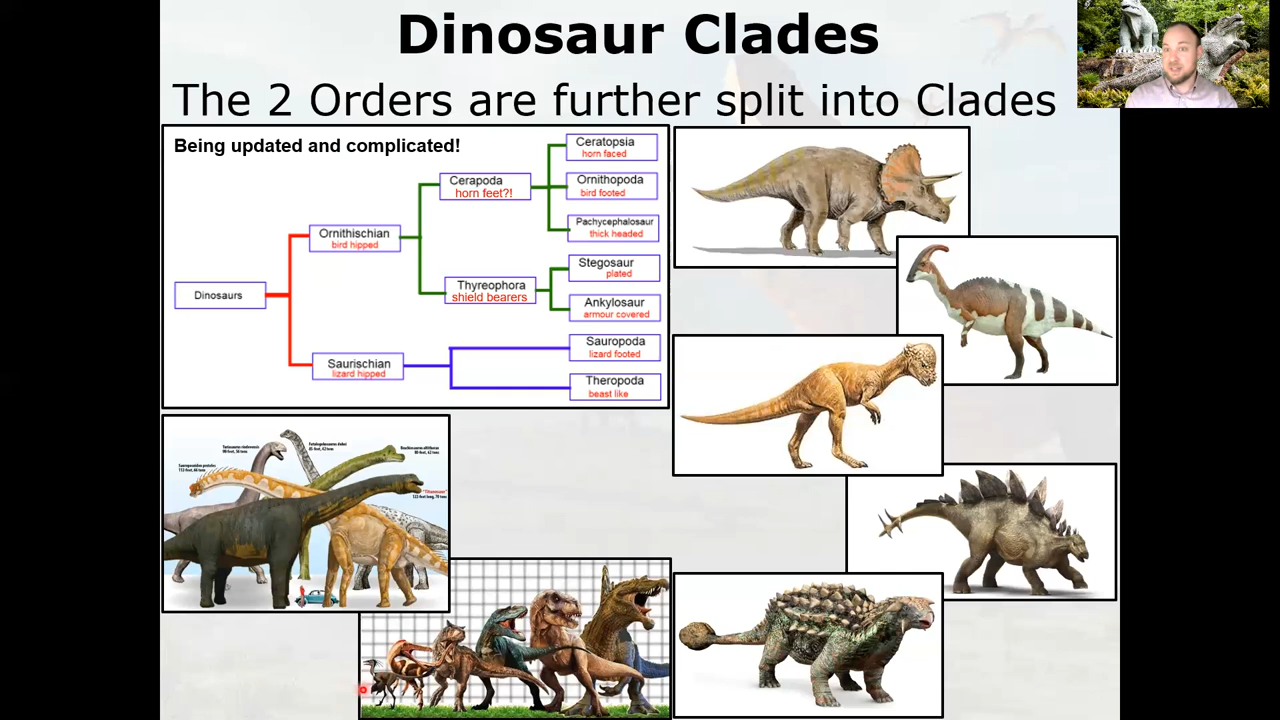 Dinosaur Clades
The 2 Orders are further split into Clades
Being updated and complicated!
Dinosaurs
Ornithischian
bird hipped
Saurischian
lizard hipped
Cerapoda
horn feet?!
Thyreophora
shield bearers
Ceratopsia
horn faced
Ornithopoda
bird footed
Pachycephalosaur
thick headed
Stegosaur
plated
Ankylosaur
armour covered
Sauropoda
lizard footed
Theropoda
beast like